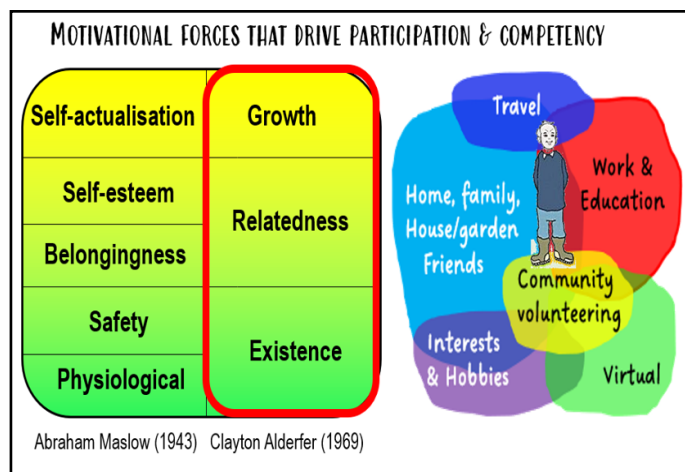 MOTIVATIONAL FORCES THAT DRIVE PARTICIPATION & COMPETENCY
Self-actualisation
Self-esteem
Belongingness
Safety
Physiological
Growth
Relatedness
Existence
Abraham Maslow (1943)
Clayton Alderfer (1969)
Travel
Home, family,
House/garden
Friends
Work &
Education
Community
volunteering
Interests
& Hobbies
Virtual